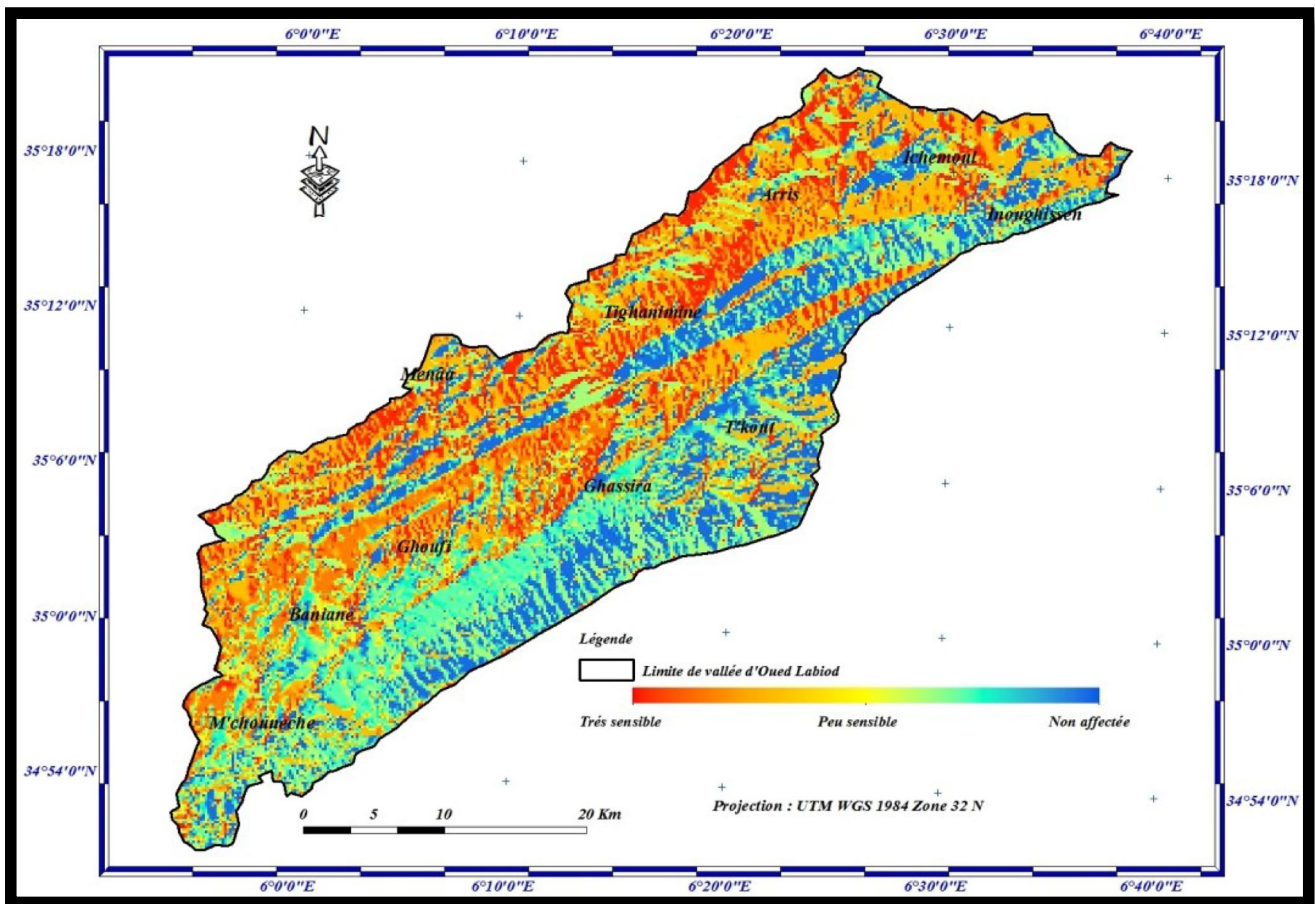 6°0'0"E 6°10'0"E 6°20'0"E 6°30'0"E 6°40'0"E
N
35°18'0"N
Ichemoul
35°18'0"N
Arris
Inoughissen
35°12'0"N
Tighanimine
35°12'0"N
Menâa
T'kout
35°6'0"N
Ghassira
35°6'0"N
Ghoufi
Baniane
35°0'0"N
Légende
35°0'0"N
Limite de vallée d'Oued Labiod
M'chounèche
Trés sensible Peu sensible Non affectée
34°54'0"N
34°54'0"N
0 5 10 20 Km
Projection : UTM WGS 1984 Zone 32 N
6°0'0"E 6°10'0"E 6°20'0"E 6°30'0"E 6°40'0"E